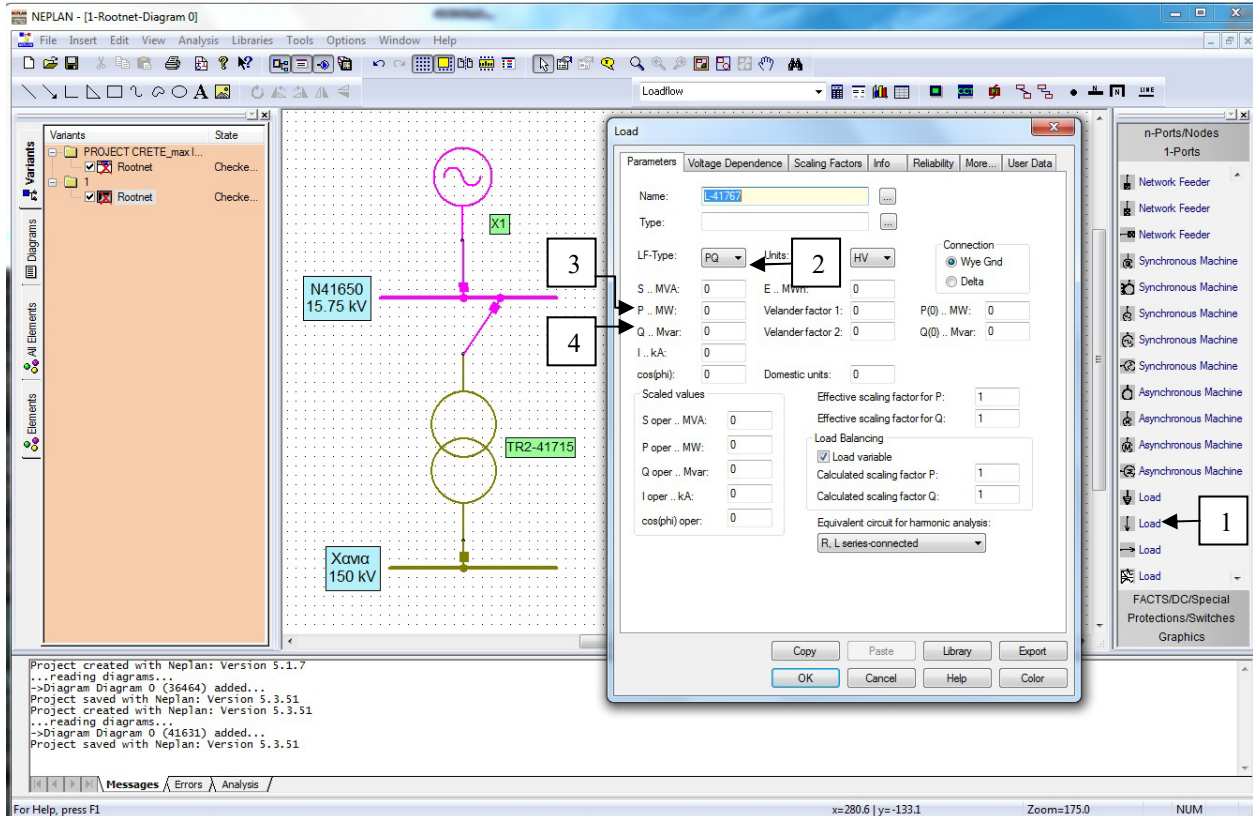 NEPLAN - [1-Rootnet-Diagram 0]
File Insert Edit View Analysis Libraries Tools Options Window Help
Loadflow
Variants
Diagrams
All Elements
Elements
Variants State
PROJECT CRETE_max l...
Rootnet Checke...
1
Rootnet Checke...
X1
N41650
15.75 kV
TR2-41715
Χανια
150 kV
Load
Parameters Voltage Dependence Scaling Factors Info Reliability More... User Data
Name: L-41767 ...
Type: ...
LF-Type: PQ Units: HV
Connection
Wye Gnd
Delta
S .. MVA: 0 E .. MWh: 0
P .. MW: 0 Velander factor 1: 0 P(0) .. MW: 0
Q .. Mvar: 0 Velander factor 2: 0 Q(0) .. Mvar: 0
I .. kA: 0
cos(phi): 0 Domestic units: 0
Scaled values
S oper .. MVA: 0
P oper .. MW: 0
Q oper .. Mvar: 0
I oper .. kA: 0
cos(phi) oper: 0
Effective scaling factor for P: 1
Effective scaling factor for Q: 1
Load Balancing
Load variable
Calculated scaling factor P: 1
Calculated scaling factor Q: 1
Equivalent circuit for harmonic analysis:
R, L series-connected
Copy Paste Library Export
OK Cancel Help Color
1
2
3
4
n-Ports/Nodes
1-Ports
Network Feeder
Network Feeder
Network Feeder
Synchronous Machine
Synchronous Machine
Synchronous Machine
Synchronous Machine
Synchronous Machine
Asynchronous Machine
Asynchronous Machine
Asynchronous Machine
Asynchronous Machine
Load
Load
Load
Load
FACTS/DC/Special
Protections/Switches
Graphics
Project created with Neplan: Version 5.1.7
...reading diagrams...
->Diagram Diagram 0 (36464) added...
Project saved with Neplan: Version 5.3.51
Project created with Neplan: Version 5.3.51
...reading diagrams...
->Diagram Diagram 0 (41631) added...
Project saved with Neplan: Version 5.3.51
Messages Errors Analysis
For Help, press F1 x=280.6 | y=-133.1 Zoom=175.0 NUM